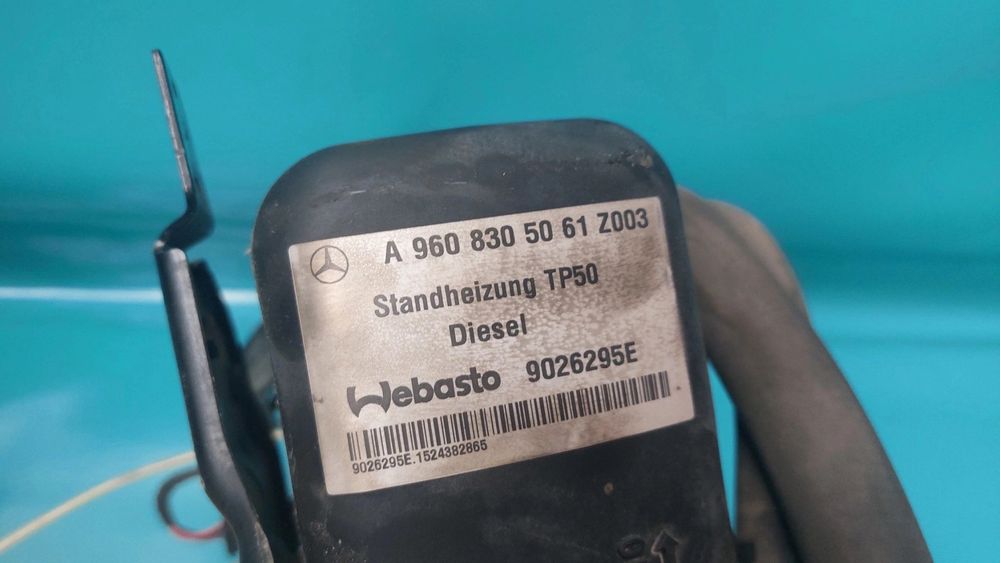 A 960 830 50 61 Z003
Standheizung TP50
Diesel
Webasto 9026295E
9026295E.1524382865